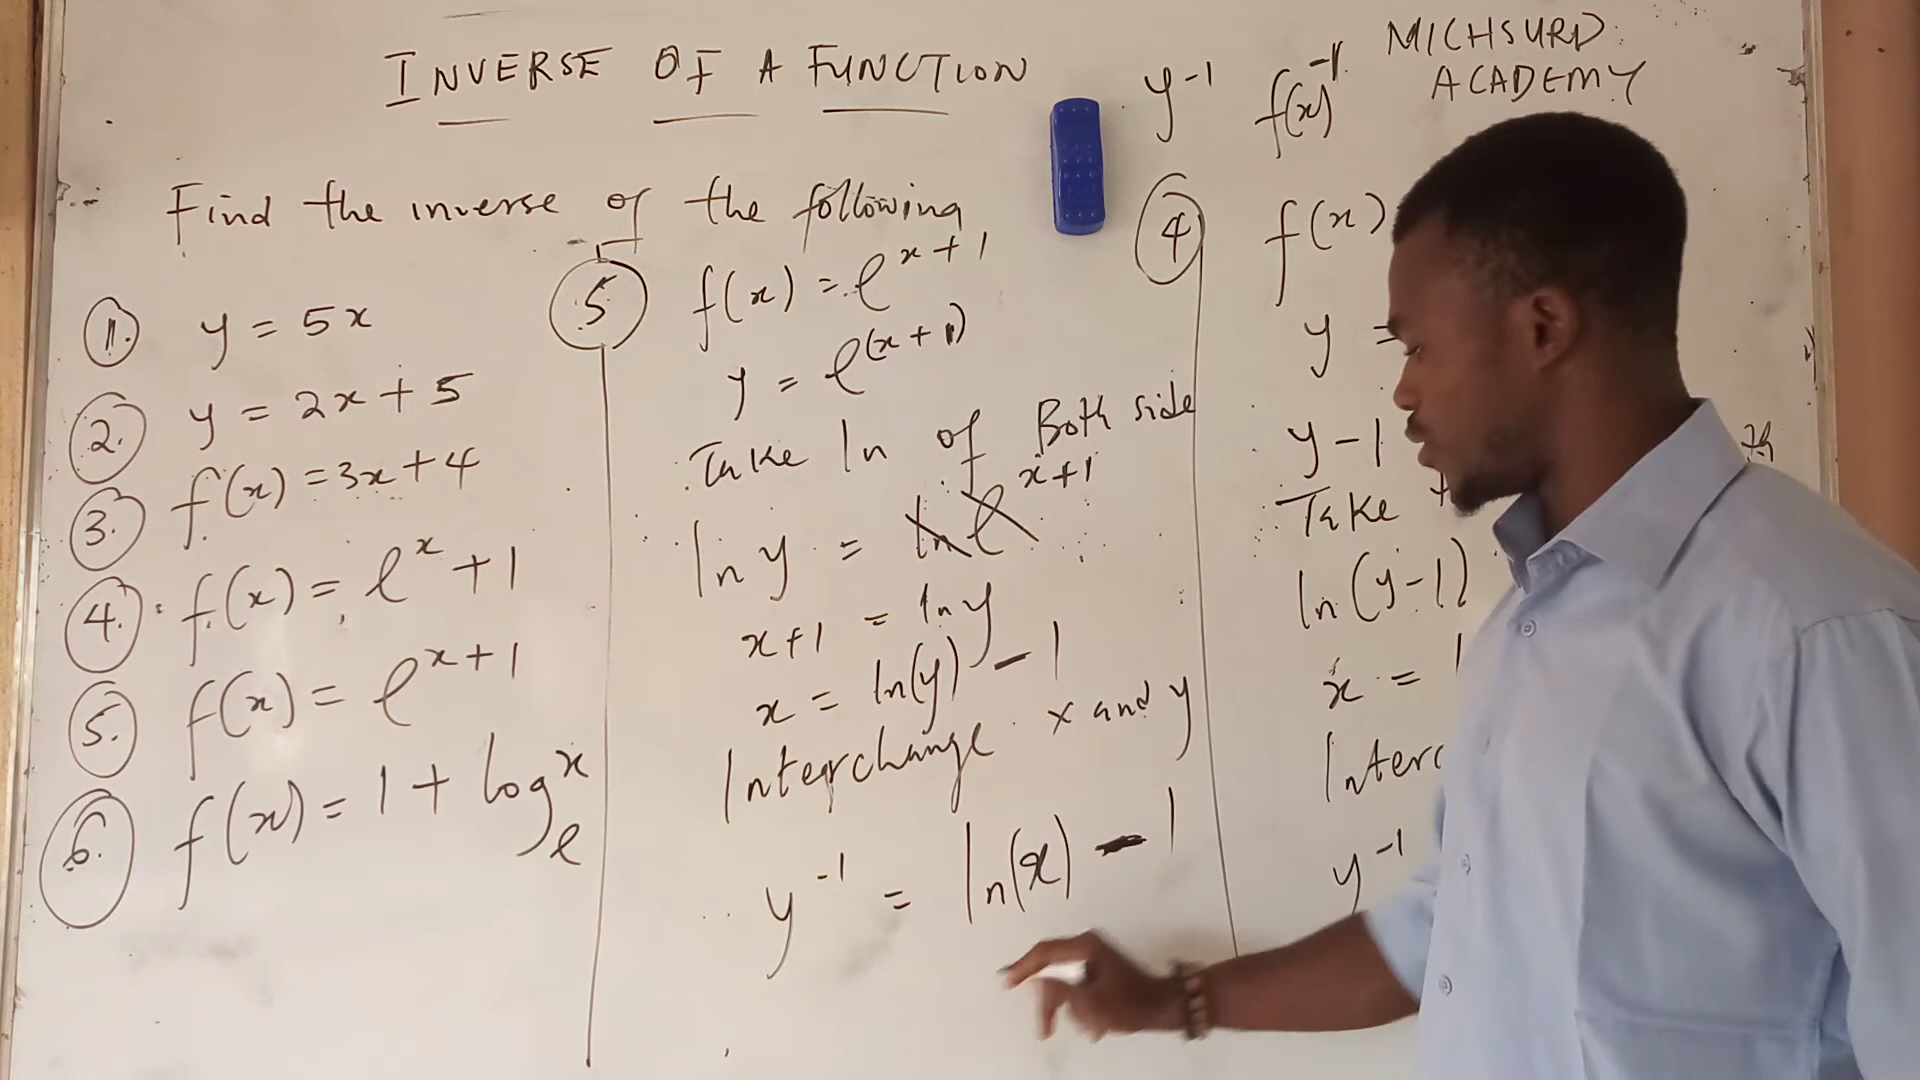 INVERSE OF A FUNCTION
y⁻¹ f(x)⁻¹
MICHSURD
ACADEMY
Find the inverse of the following
1. y = 5x
2. y = 2x + 5
3. f(x) = 3x + 4
4. f(x) = e^x + 1
5. f(x) = e^(x+1)
6. f(x) = 1 + log_e^x
5 f(x) = e^(x+1)
y = e^(x+1)
Take ln of Both side
ln y = ln e^(x+1)
x+1 = ln y
x = ln(y) - 1
Interchange x and y
y⁻¹ = ln(x) - 1
4 f(x)
y =
y - 1
Take
ln(y-1)
x =
y⁻¹